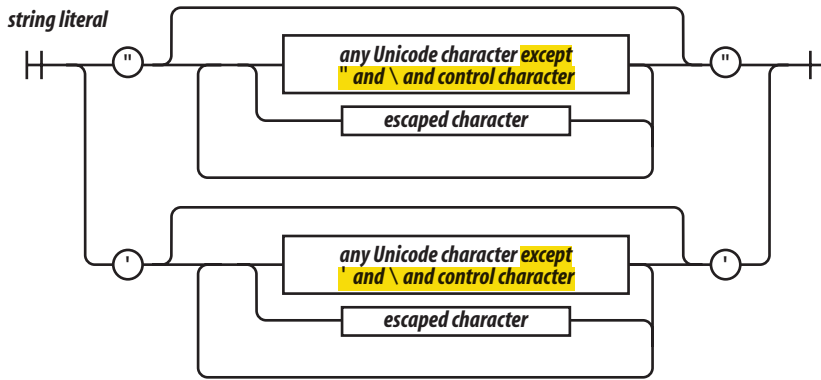 string literal
"
any Unicode character except
" and \ and control character
"
escaped character
'
any Unicode character except
' and \ and control character
'
escaped character